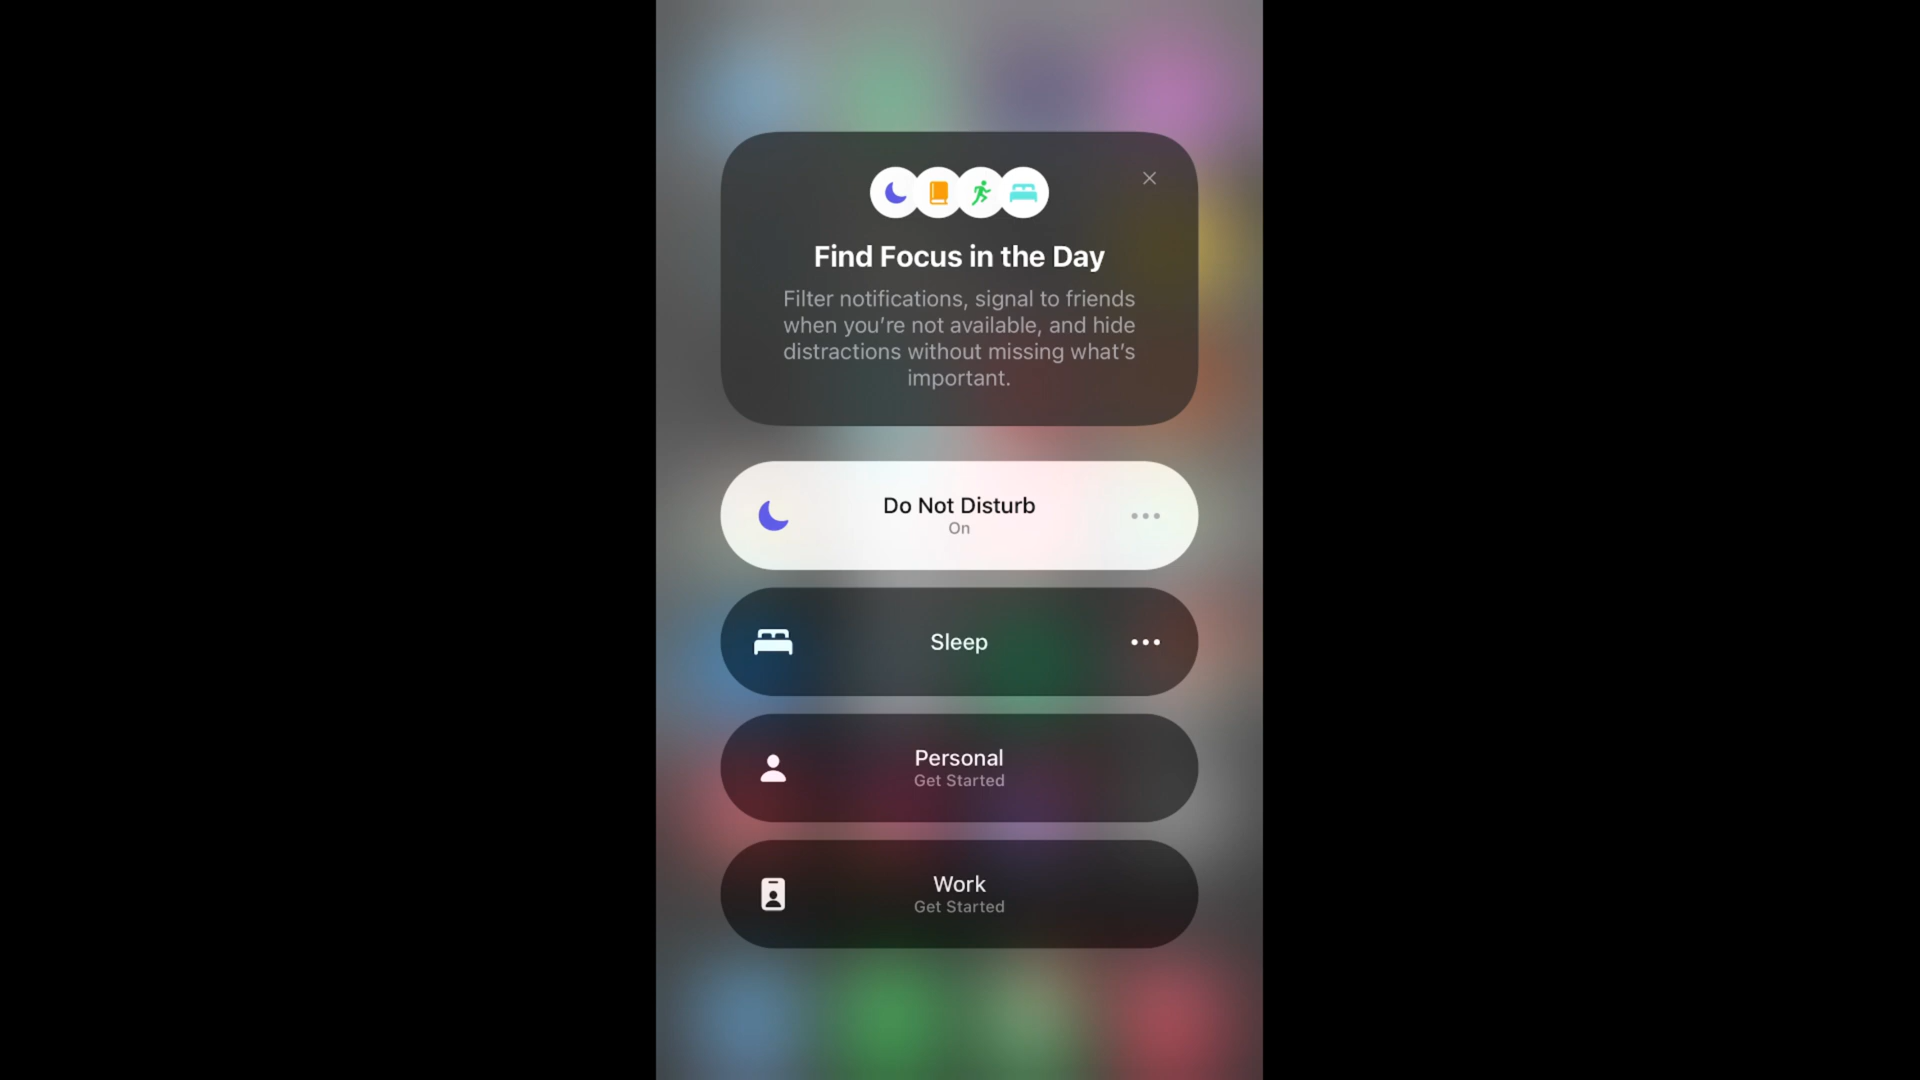 Find Focus in the Day
Filter notifications, signal to friends
when you’re not available, and hide
distractions without missing what’s
important.
Do Not Disturb
On
Sleep
Personal
Get Started
Work
Get Started